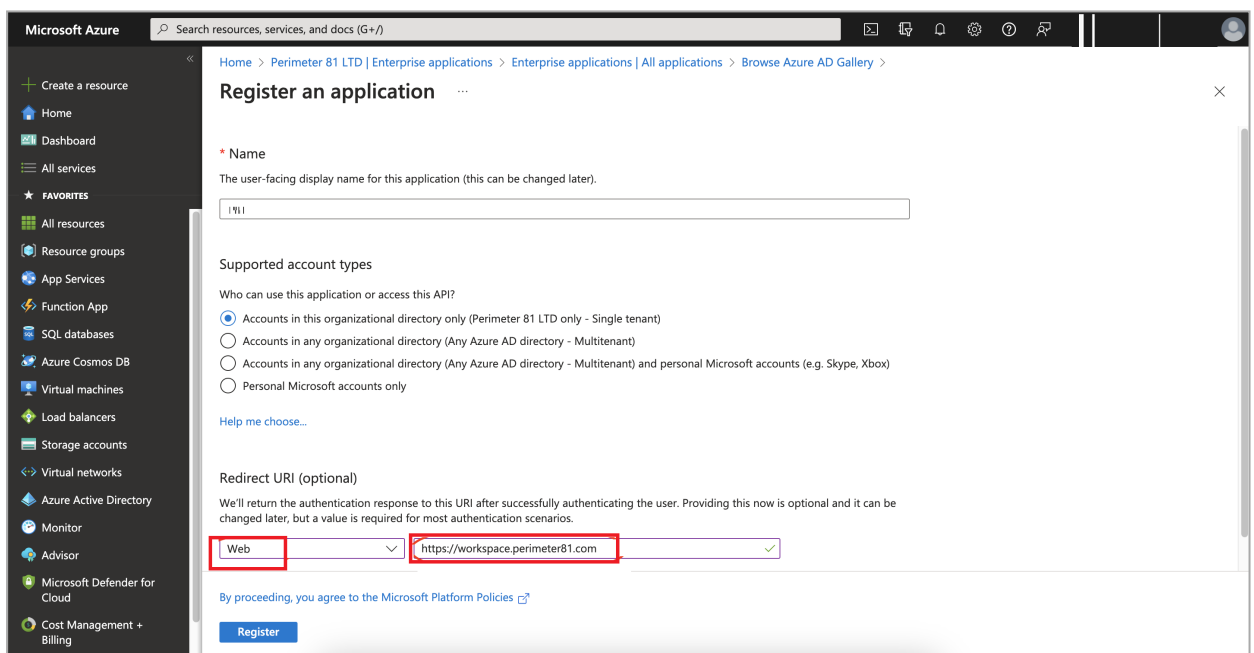 Microsoft Azure
Search resources, services, and docs (G+/)
Home > Perimeter 81 LTD | Enterprise applications > Enterprise applications | All applications > Browse Azure AD Gallery >
Register an application ...
Create a resource
Home
Dashboard
All services
FAVORITES
All resources
Resource groups
App Services
Function App
SQL databases
Azure Cosmos DB
Virtual machines
Load balancers
Storage accounts
Virtual networks
Azure Active Directory
Monitor
Advisor
Microsoft Defender for
Cloud
Cost Management +
Billing
* Name
The user-facing display name for this application (this can be changed later).
Supported account types
Who can use this application or access this API?
Accounts in this organizational directory only (Perimeter 81 LTD only - Single tenant)
Accounts in any organizational directory (Any Azure AD directory - Multitenant)
Accounts in any organizational directory (Any Azure AD directory - Multitenant) and personal Microsoft accounts (e.g. Skype, Xbox)
Personal Microsoft accounts only
Help me choose...
Redirect URI (optional)
We'll return the authentication response to this URI after successfully authenticating the user. Providing this now is optional and it can be
changed later, but a value is required for most authentication scenarios.
Web
https://workspace.perimeter81.com
By proceeding, you agree to the Microsoft Platform Policies
Register